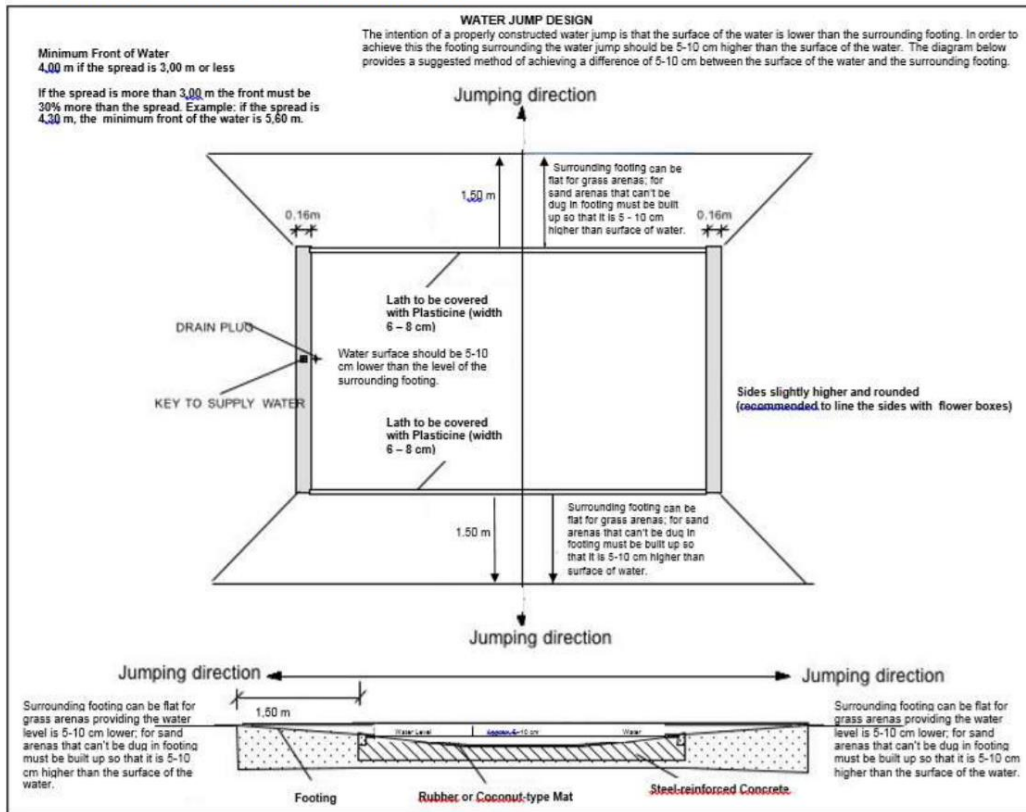 WATER JUMP DESIGN
The intention of a properly constructed water jump is that the surface of the water is lower than the surrounding footing. In order to
achieve this the footing surrounding the water jump should be 5-10 cm higher than the surface of the water. The diagram below
provides a suggested method of achieving a difference of 5-10 cm between the surface of the water and the surrounding footing.
Minimum Front of Water
4,00 m if the spread is 3,00 m or less
If the spread is more than 3,00 m the front must be
30% more than the spread. Example: if the spread is
4,30 m, the minimum front of the water is 5,60 m.
Jumping direction
1,50 m
Surrounding footing can be
flat for grass arenas; for
sand arenas that can't be
dug in footing must be built
up so that it is 5 - 10 cm
higher than surface of water.
0,16m
0,16m
Lath to be covered
with Plasticine (width
6 – 8 cm)
DRAIN PLUG
Water surface should be 5-10
cm lower than the level of the
surrounding footing.
KEY TO SUPPLY WATER
Sides slightly higher and rounded
(recommended to line the sides with flower boxes)
Lath to be covered
with Plasticine (width
6 – 8 cm)
1.50 m
Surrounding footing can be
flat for grass arenas; for sand
arenas that can't be dug in
footing must be built up so
that it is 5-10 cm higher than
surface of water.
Jumping direction
Jumping direction
Jumping direction
Surrounding footing can be flat for
grass arenas providing the water
level is 5-10 cm lower; for sand
arenas that can't be dug in footing
must be built up so that it is 5-10
cm higher than the surface of the
water.
1,50 m
Water Level
10 cm
Water
Surrounding footing can be flat for
grass arenas providing the water
level is 5-10 cm lower; for sand
arenas that can't be dug in footing
must be built up so that it is 5-10 cm
higher than the surface of the water.
Footing
Rubber or Coconut-type Mat
Steel-reinforced Concrete